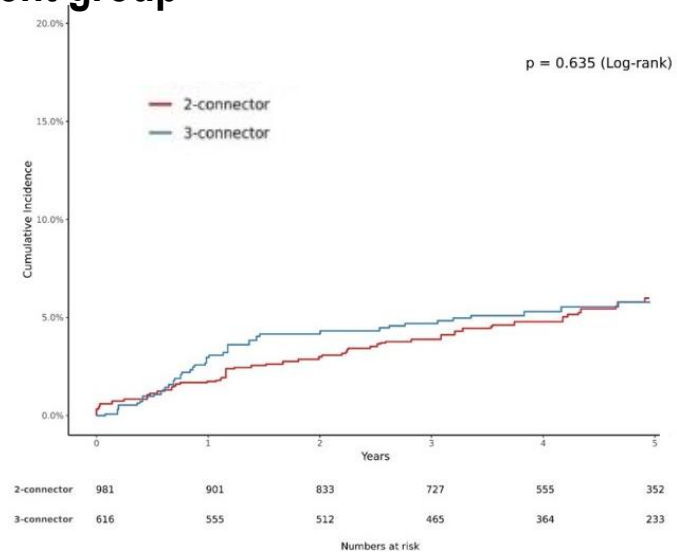 group
20.0%
p = 0.635 (Log-rank)
2-connector
3-connector
15.0%
Cumulative Incidence
10.0%
5.0%
0.0%
0 1 2 3 4 5
Years
2-connector 981 901 833 727 555 352
3-connector 616 555 512 465 364 233
Numbers at risk